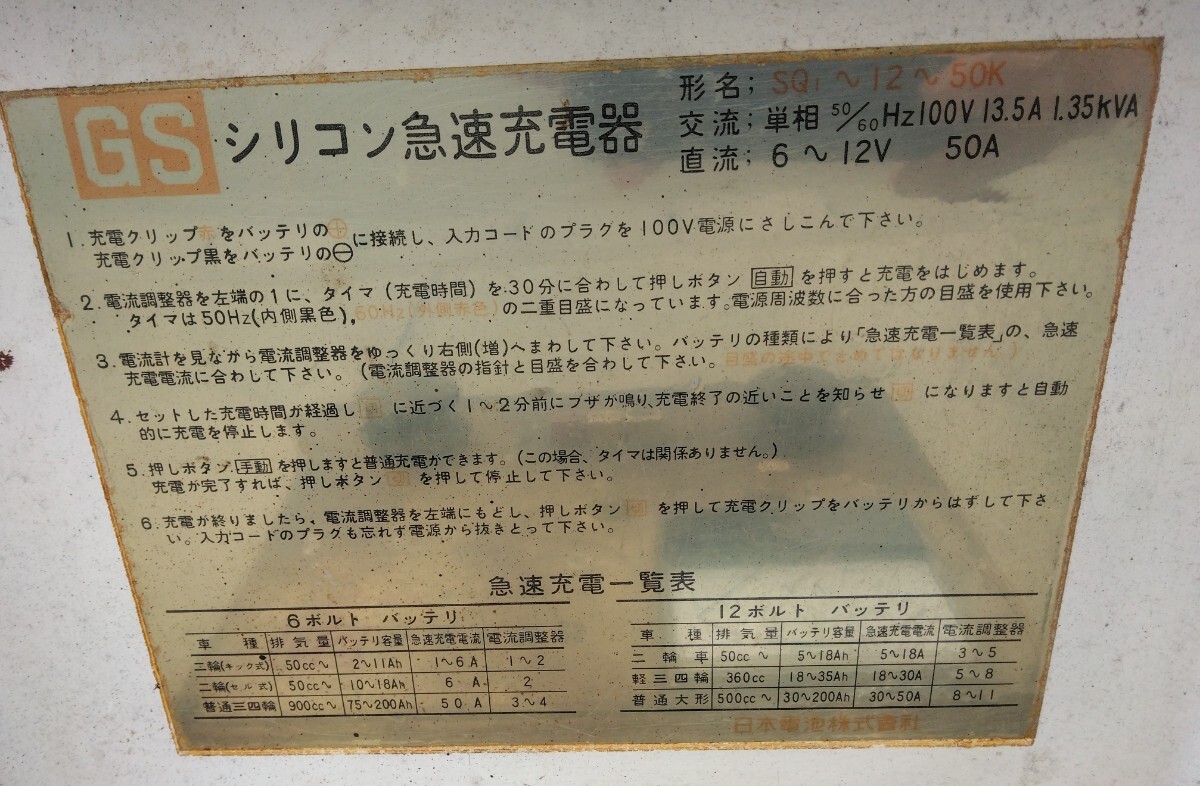 GS シリコン急速充電器
形名; SQ1〜12〜50K
交流; 単相 50/60Hz 100V 13.5A 1.35kVA
直流; 6〜12V 50A
1. 充電クリップ赤をバッテリの⊕
充電クリップ黒をバッテリの⊖に接続し、入力コードのプラグを100V電源にさしこんで下さい。
2. 電流調整器を左端の1に、タイマ(充電時間)を30分に合わして押しボタン 自動 を押すと充電をはじめます。
タイマは50Hz(内側黒色), 60Hz(外側赤色)の二重目盛になっています。電源周波数に合った方の目盛を使用下さい。
3. 電流計を見ながら電流調整器をゆっくり右側(増)へまわして下さい。バッテリの種類により「急速充電一覧表」の、急速
充電電流に合わして下さい。(電流調整器の指針と目盛を合わして下さい。目盛の途中でとめてはなりません。)
4. セットした充電時間が経過し に近づく1〜2分前にブザが鳴り、充電終了の近いことを知らせ になりますと自動
的に充電を停止します。
5. 押しボタン 手動 を押しますと普通充電ができます。(この場合、タイマは関係ありません。)
充電が完了すれば、押しボタン 切 を押して停止して下さい。
6. 充電が終りましたら、電流調整器を左端にもどし、押しボタン 切 を押して充電クリップをバッテリからはずして下さ
い。入力コードのプラグも忘れず電源から抜きとって下さい。
急速充電一覧表
6ボルト バッテリ
車種 排気量 バッテリ容量 急速充電電流 電流調整器
二輪(キック式) 50cc〜 2〜11Ah 1〜6A 1〜2
二輪(セル式) 50cc〜 10〜18Ah 6A 2
普通三四輪 900cc〜 75〜200Ah 50A 3〜4
12ボルト バッテリ
車種 排気量 バッテリ容量 急速充電電流 電流調整器
二輪車 50cc〜 5〜18Ah 5〜18A 3〜5
軽三四輪 360cc 18〜35Ah 18〜30A 5〜8
普通大形 500cc〜 30〜200Ah 30〜50A 8〜11
日本電池株式會社